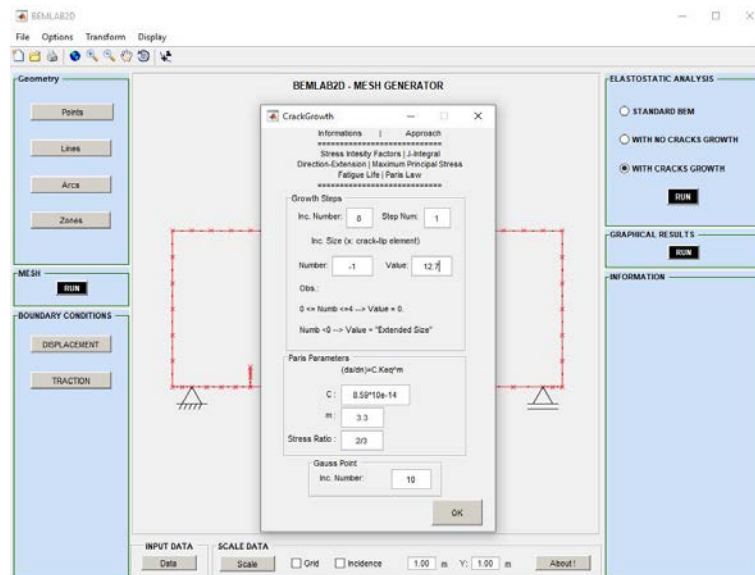 BEMLAB2D
File Options Transform Display
Geometry
Points
Lines
Arcs
Zones
MESH
RUN
BOUNDARY CONDITIONS
DISPLACEMENT
TRACTION
BEMLAB2D - MESH GENERATOR
CrackGrowth
Informations | Approach
============================
Stress Intesity Factors | J-Integral
Direction-Extension | Maximum Principal Stress
Fatigue Life | Paris Law
============================
Growth Steps
Inc. Number: 8 Step Num: 1
Inc. Size (x: crack-tip element)
Number: -1 Value: 12.7
Obs.:
0 <= Numb <=4 --> Value = 0.
Numb <0 --> Value = "Extended Size"
Paris Parameters
(da/dn)=C.Keq^m
C : 8.59*10e-14
m : 3.3
Stress Ratio : 2/3
Gauss Point
Inc. Number: 10
OK
INPUT DATA
Data
SCALE DATA
Scale Grid Incidence 1.00 m Y: 1.00 m About !
ELASTOSTATIC ANALYSIS
STANDARD BEM
WITH NO CRACKS GROWTH
WITH CRACKS GROWTH
RUN
GRAPHICAL RESULTS
RUN
INFORMATION